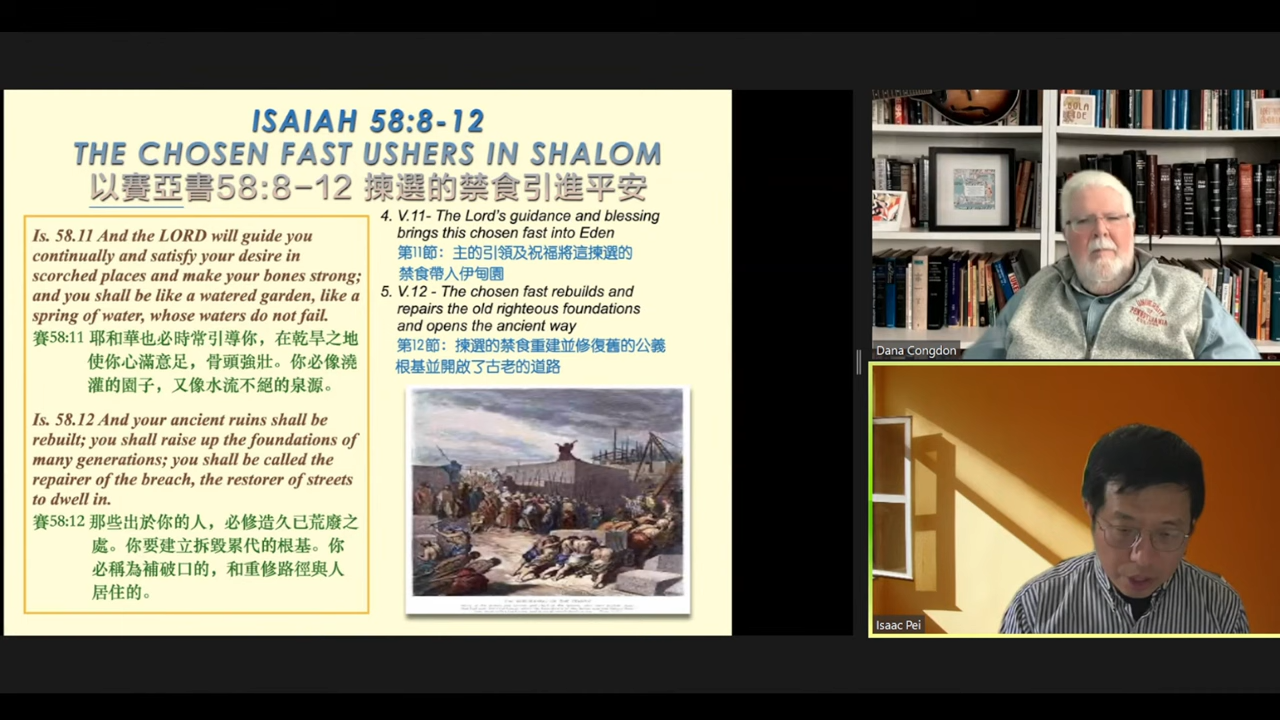 ISAIAH 58:8-12
THE CHOSEN FAST USHERS IN SHALOM
以賽亞書58:8-12 揀選的禁食引進平安
Is. 58.11 And the LORD will guide you
continually and satisfy your desire in
scorched places and make your bones strong;
and you shall be like a watered garden, like a
spring of water, whose waters do not fail.
賽58:11 耶和華也必時常引導你，在乾旱之地
使你心滿意足，骨頭強壯。你必像澆
灌的園子，又像水流不絕的泉源。
Is. 58.12 And your ancient ruins shall be
rebuilt; you shall raise up the foundations of
many generations; you shall be called the
repairer of the breach, the restorer of streets
to dwell in.
賽58:12 那些出於你的人，必修造久已荒廢之
處。你要建立拆毀累代的根基。你
必稱為補破口的，和重修路徑與人
居住的。
4. V.11- The Lord's guidance and blessing
brings this chosen fast into Eden
第11節：主的引領及祝福將這揀選的
禁食帶入伊甸園
5. V.12 - The chosen fast rebuilds and
repairs the old righteous foundations
and opens the ancient way
第12節：揀選的禁食重建並修復舊的公義
根基並開啟了古老的道路
Dana Congdon
Isaac Pei